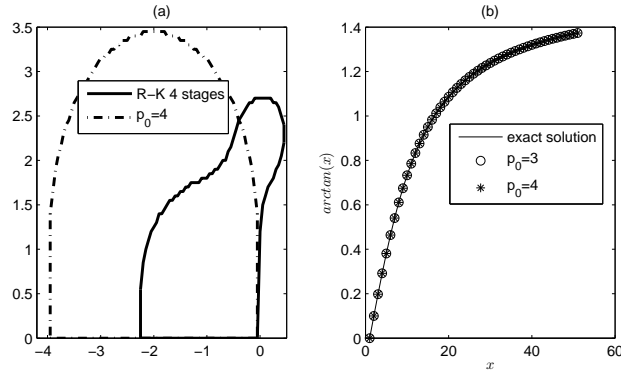 (a)
3.5
3
2.5
2
1.5
1
0.5
0
−4 −3 −2 −1 0
R−K 4 stages
p0=4
(b)
1.4
1.2
1
0.8
0.6
0.4
0.2
0
0 20 40 60
arctan(x)
x
exact solution
p0=3
p0=4